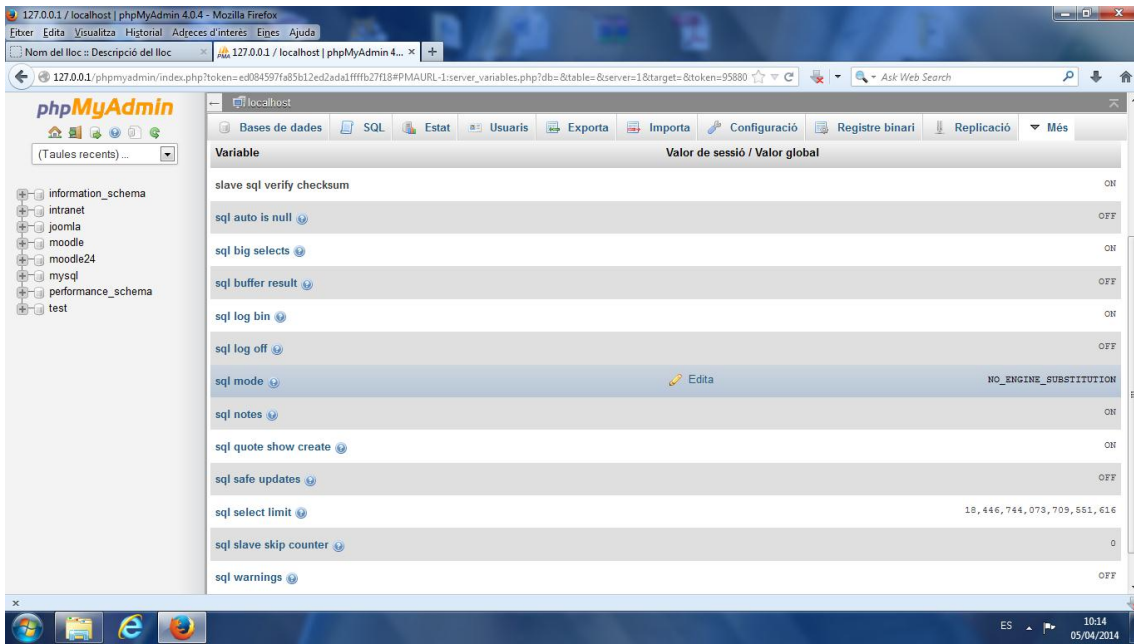 127.0.0.1 / localhost | phpMyAdmin 4.0.4 - Mozilla Firefox
Fitxer Edita Visualitza Historial Adreces d'interès Eines Ajuda
Nom del lloc :: Descripció del lloc × PMA 127.0.0.1 / localhost | phpMyAdmin 4... × +
127.0.0.1/phpmyadmin/index.php?token=ed084597fa85b12ed2ada1ffffb27f18#PMAURL-1:server_variables.php?db=&table=&server=1&target=&token=95880 Ask Web Search
phpMyAdmin
(Taules recents) ...
information_schema
intranet
joomla
moodle
moodle24
mysql
performance_schema
test
localhost
Bases de dades SQL Estat Usuaris Exporta Importa Configuració Registre binari Replicació Més
Variable Valor de sessió / Valor global
slave sql verify checksum ON
sql auto is null OFF
sql big selects ON
sql buffer result OFF
sql log bin ON
sql log off OFF
sql mode Edita NO_ENGINE_SUBSTITUTION
sql notes ON
sql quote show create ON
sql safe updates OFF
sql select limit 18,446,744,073,709,551,616
sql slave skip counter 0
sql warnings OFF
×
ES 10:14
05/04/2014